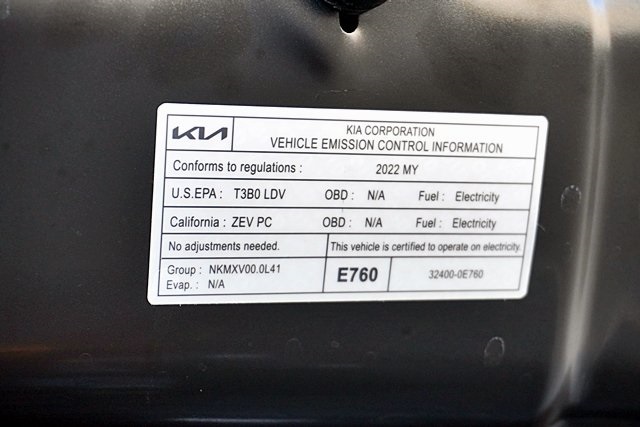 KIA KIA CORPORATION
VEHICLE EMISSION CONTROL INFORMATION
Conforms to regulations : 2022 MY
U.S.EPA : T3B0 LDV OBD : N/A Fuel : Electricity
California : ZEV PC OBD : N/A Fuel : Electricity
No adjustments needed. This vehicle is certified to operate on electricity.
Group : NKMXV00.0L41
Evap. : N/A
E760 32400-0E760